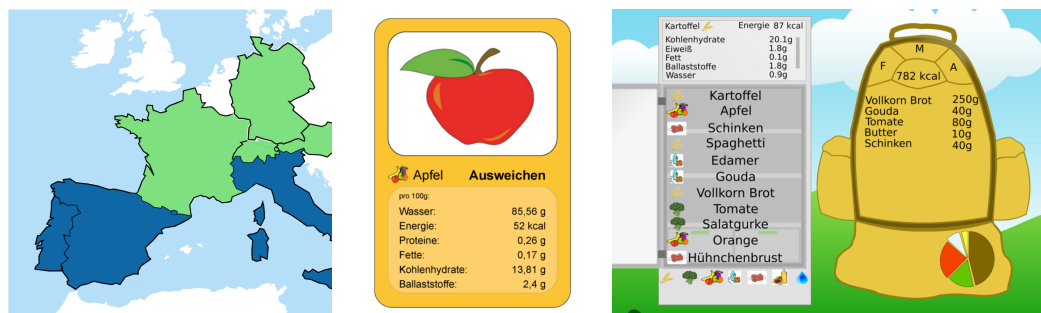 Apfel Ausweichen
pro 100g:
Wasser: 85,56 g
Energie: 52 kcal
Proteine: 0,26 g
Fette: 0,17 g
Kohlenhydrate: 13,81 g
Ballaststoffe: 2,4 g
Kartoffel Energie 87 kcal
Kohlenhydrate 20.1g
Eiweiß 1.8g
Fett 0.1g
Ballaststoffe 1.8g
Wasser 0.9g
Kartoffel
Apfel
Schinken
Spaghetti
Edamer
Gouda
Vollkorn Brot
Tomate
Salatgurke
Orange
Hühnchenbrust
M
F A
782 kcal
Vollkorn Brot 250g
Gouda 40g
Tomate 80g
Butter 10g
Schinken 40g